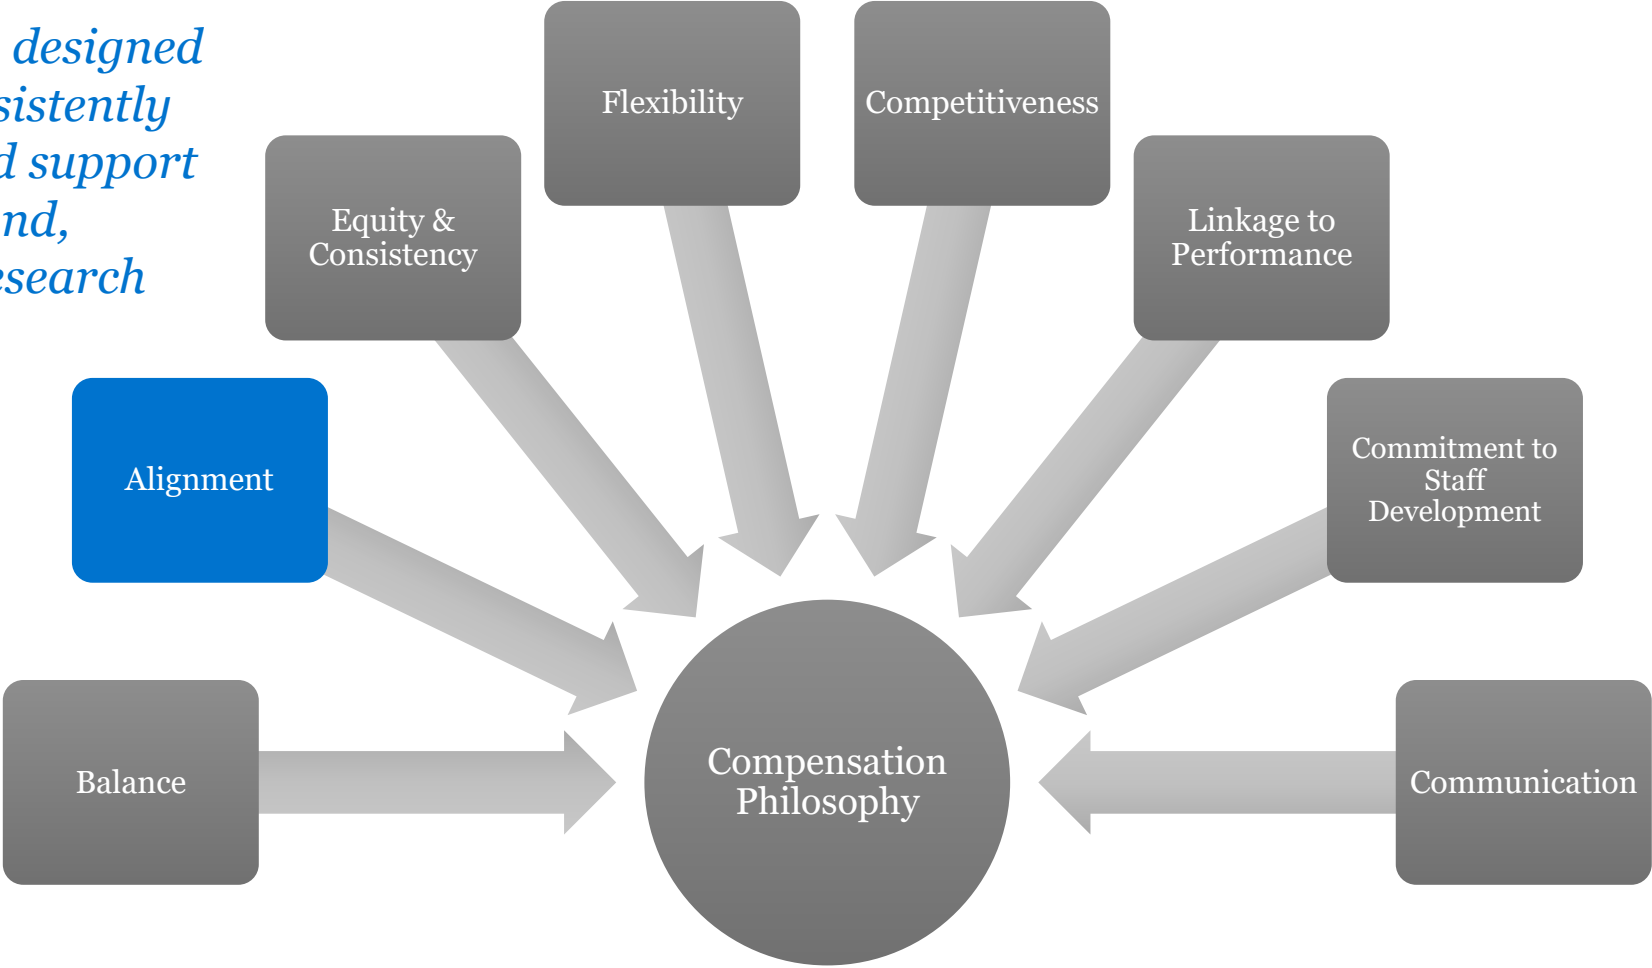 designed
sistently
d support
nd,
esearch
Flexibility
Competitiveness
Equity &
Consistency
Linkage to
Performance
Alignment
Commitment to
Staff
Development
Balance
Compensation
Philosophy
Communication